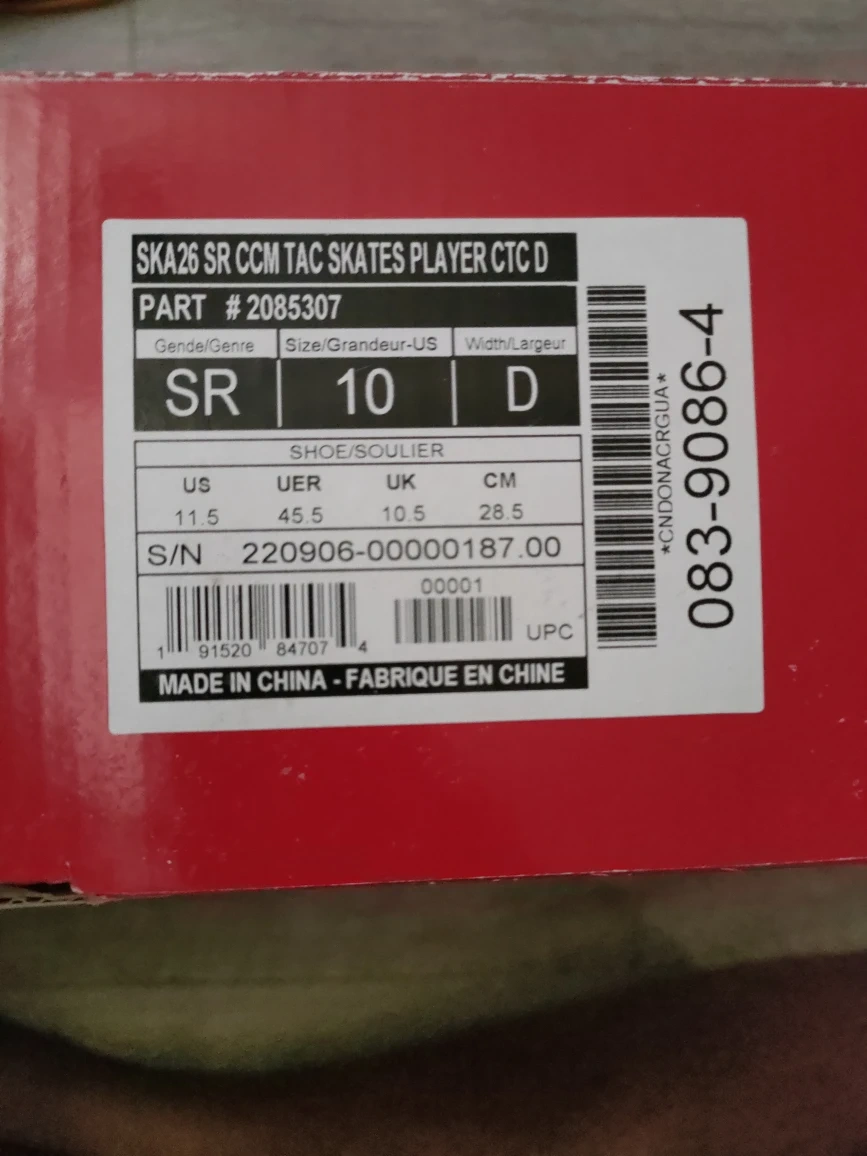 SKA26 SR CCM TAC SKATES PLAYER CTC D
PART # 2085307
Gende/Genre Size/Grandeur-US Width/Largeur
SR 10 D
SHOE/SOULIER
US UER UK CM
11.5 45.5 10.5 28.5
S/N 220906-00000187.00
00001
1 91520 84707 4 UPC
MADE IN CHINA - FABRIQUE EN CHINE
*CNDONACRGUA*
083-9086-4